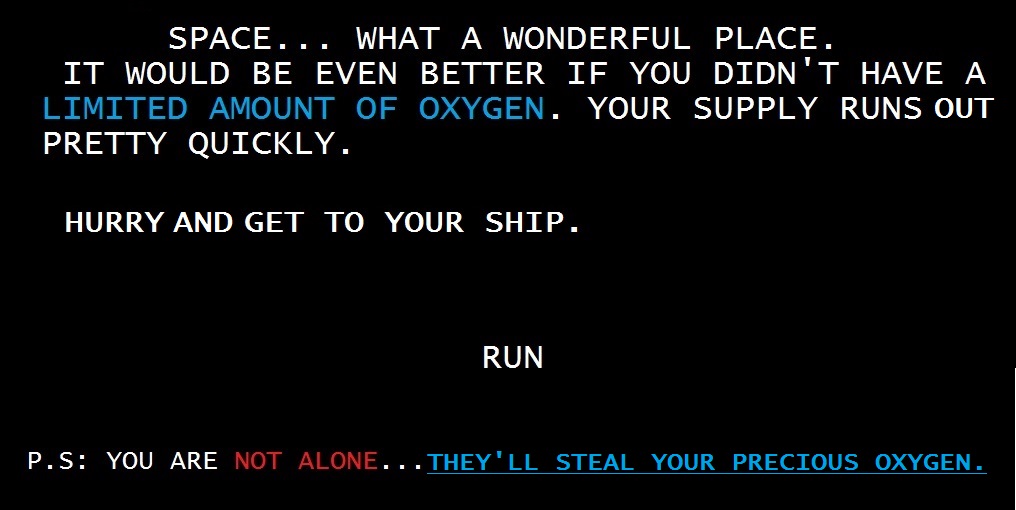 SPACE... WHAT A WONDERFUL PLACE.
IT WOULD BE EVEN BETTER IF YOU DIDN'T HAVE A
LIMITED AMOUNT OF OXYGEN. YOUR SUPPLY RUNS OUT
PRETTY QUICKLY.
HURRY AND GET TO YOUR SHIP.
RUN
P.S: YOU ARE NOT ALONE...THEY'LL STEAL YOUR PRECIOUS OXYGEN.